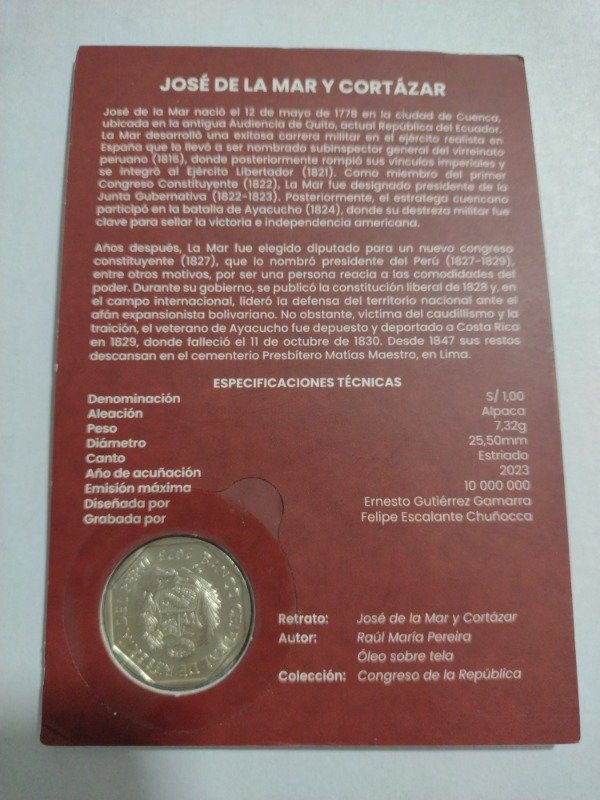 JOSÉ DE LA MAR Y CORTÁZAR
José de la Mar nació el 12 de mayo de 1778 en la ciudad de Cuenca,
ubicada en la antigua Audiencia de Quito, actual República del Ecuador.
La Mar desarrolló una exitosa carrera militar en el ejército realista en
España que lo llevó a ser nombrado subinspector general del virreinato
peruano (1816), donde posteriormente rompió sus vínculos imperiales y
se integró al Ejército Libertador (1821). Como miembro del primer
Congreso Constituyente (1822), La Mar fue designado presidente de la
Junta Gubernativa (1822-1823). Posteriormente, el estratega cuencano
participó en la batalla de Ayacucho (1824), donde su destreza militar fue
clave para sellar la victoria e independencia americana.
Años después, La Mar fue elegido diputado para un nuevo congreso
constituyente (1827), que lo nombró presidente del Perú (1827-1829),
entre otros motivos, por ser una persona reacia a las comodidades del
poder. Durante su gobierno, se publicó la constitución liberal de 1828 y, en
el campo internacional, lideró la defensa del territorio nacional ante el
afán expansionista bolivariano. No obstante, víctima del caudillismo y la
traición, el veterano de Ayacucho fue depuesto y deportado a Costa Rica
en 1829, donde falleció el 11 de octubre de 1830. Desde 1847 sus restos
descansan en el cementerio Presbítero Matías Maestro, en Lima.
ESPECIFICACIONES TÉCNICAS
Denominación S/ 1,00
Aleación Alpaca
Peso 7,32g
Diámetro 25,50mm
Canto Estriado
Año de acuñación 2023
Emisión máxima 10 000 000
Diseñada por Ernesto Gutiérrez Gamarra
Grabada por Felipe Escalante Chuñocca
BANCO CENTRAL DE RESERVA DEL PERÚ
Retrato: José de la Mar y Cortázar
Autor: Raúl María Pereira
Óleo sobre tela
Colección: Congreso de la República